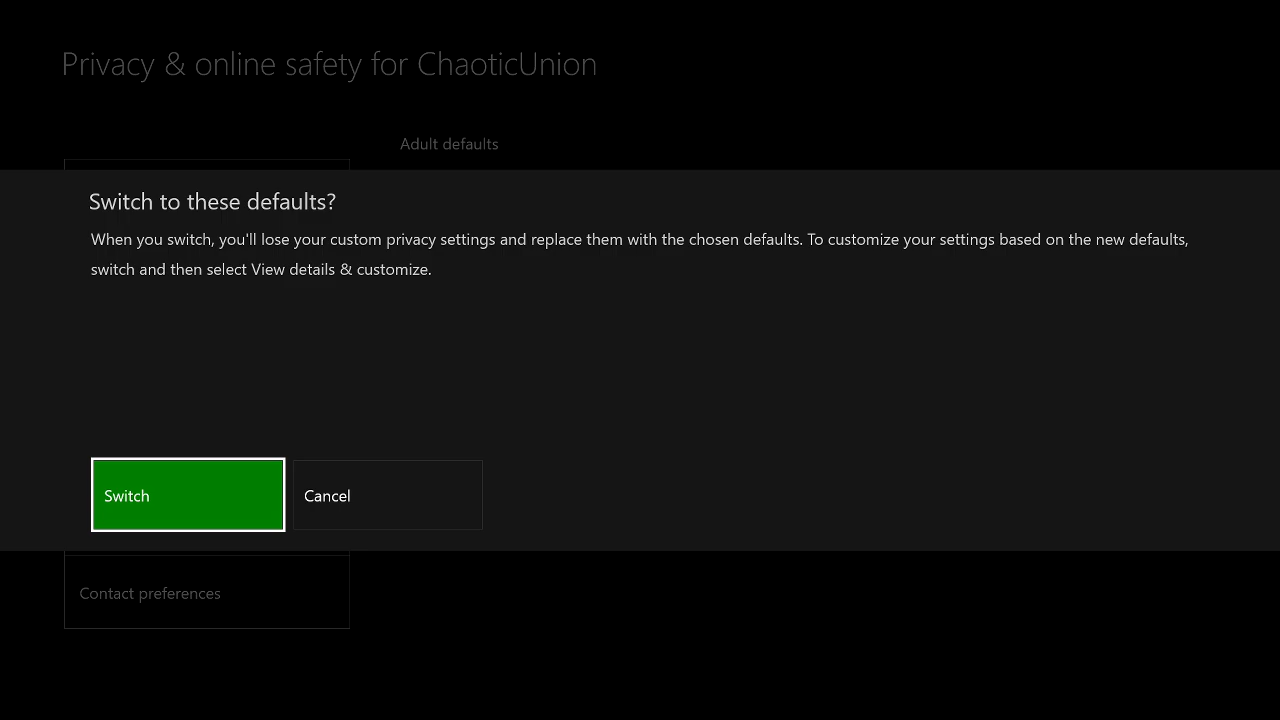 Privacy & online safety for ChaoticUnion
Adult defaults
Switch to these defaults?
When you switch, you'll lose your custom privacy settings and replace them with the chosen defaults. To customize your settings based on the new defaults,
switch and then select View details & customize.
Switch
Cancel
Contact preferences